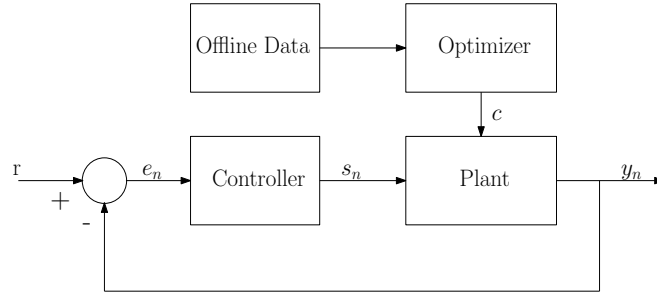 Offline Data
Optimizer
c
r
+
-
e_n
Controller
s_n
Plant
y_n